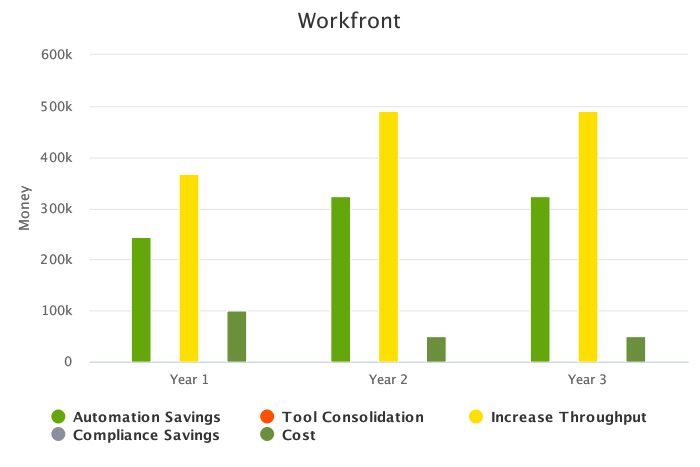 Workfront
600k
500k
400k
300k
200k
100k
0
Money
Year 1 Year 2 Year 3
Automation Savings Tool Consolidation Increase Throughput
Compliance Savings Cost